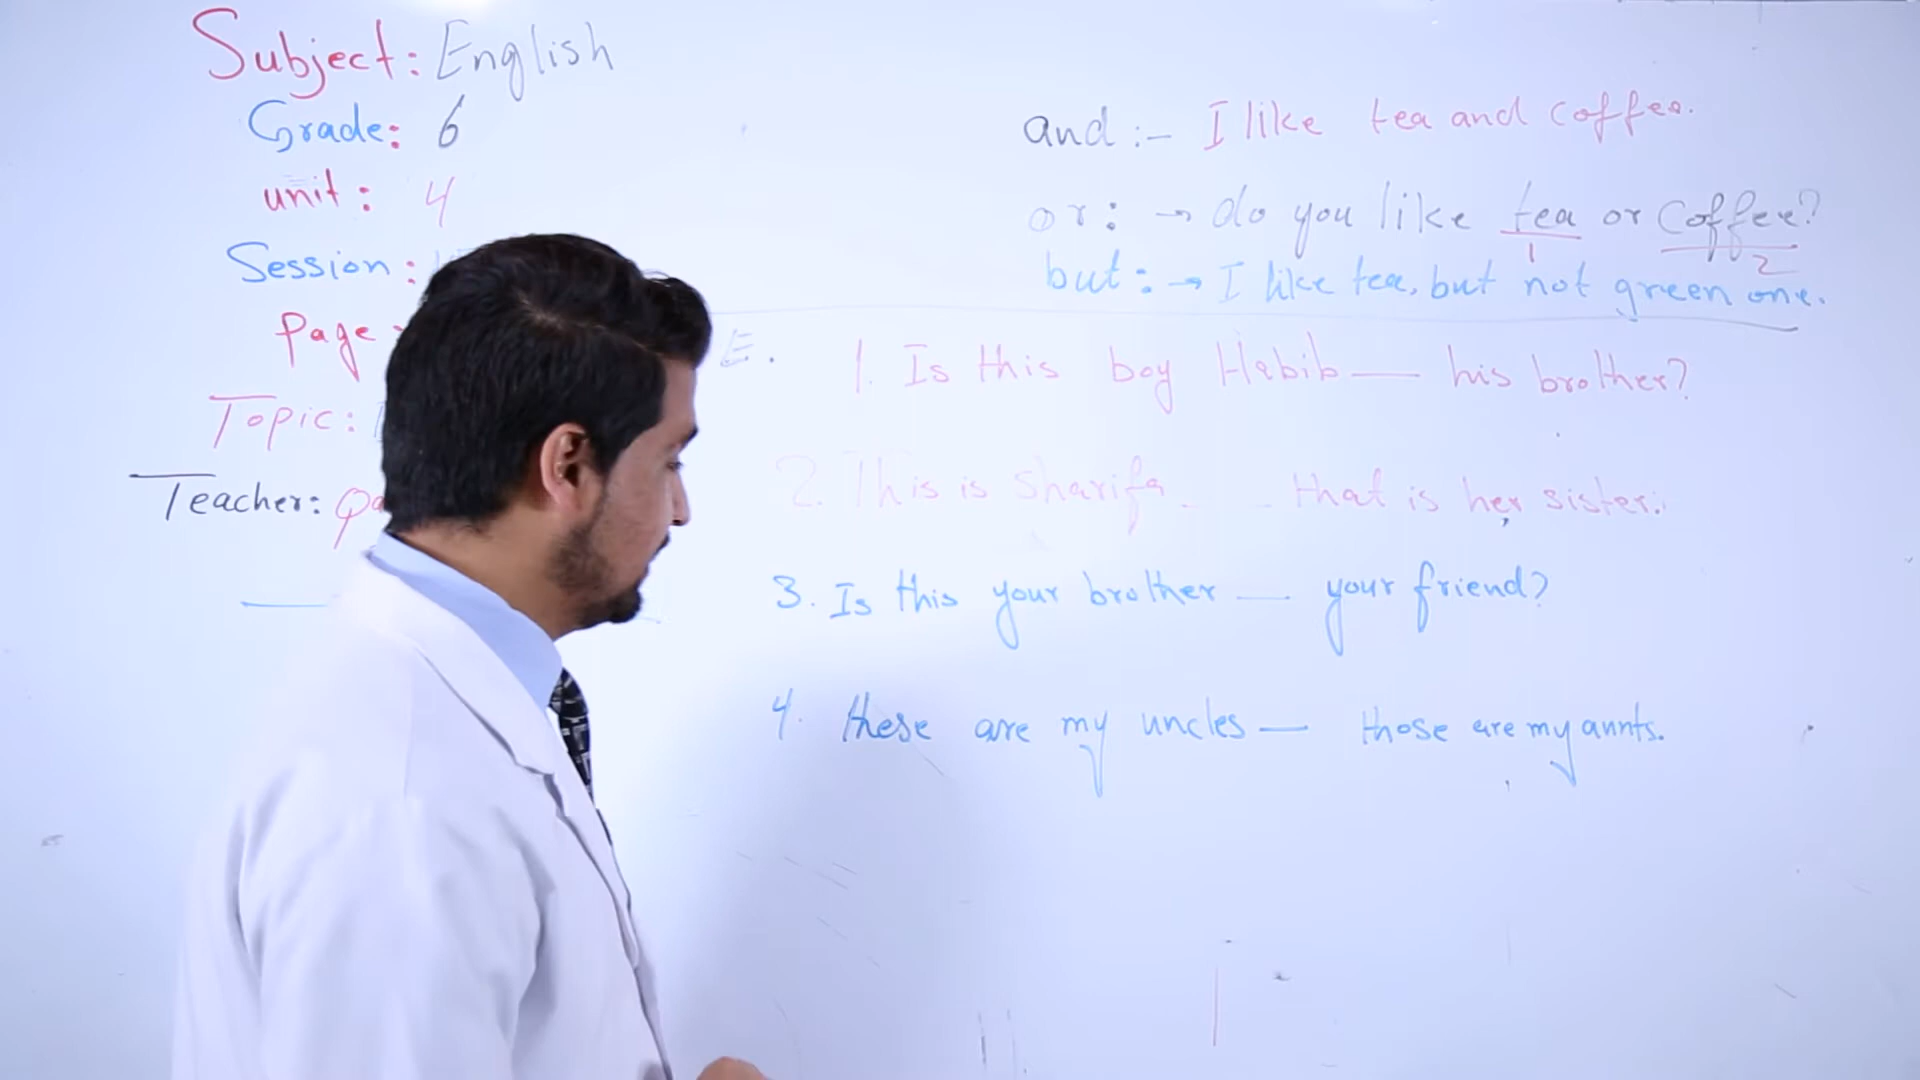 Subject: English
Grade: 6
unit: 4
Session:
Page
Topic:
Teacher:
and :- I like tea and coffee.
or: → do you like tea or coffee?
1 2
but: → I like tea, but not green one.
E. 1. Is this boy Habib — his brother?
2. This is Sharifa — that is her sister.
3. Is this your brother — your friend?
4. these are my uncles — those are my aunts.